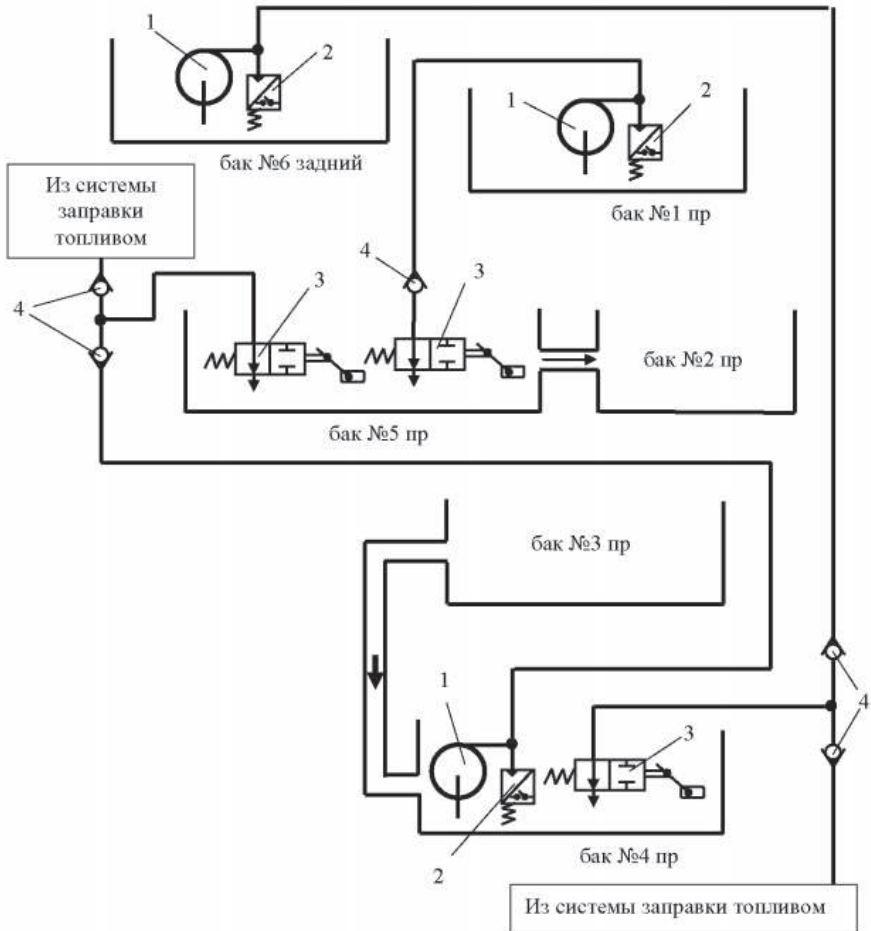 1
2
1
2
бак №6 задний
Из системы
заправки
топливом
бак №1 пр
4
3
4
3
бак №2 пр
бак №5 пр
бак №3 пр
1
4
3
2
бак №4 пр
Из системы заправки топливом